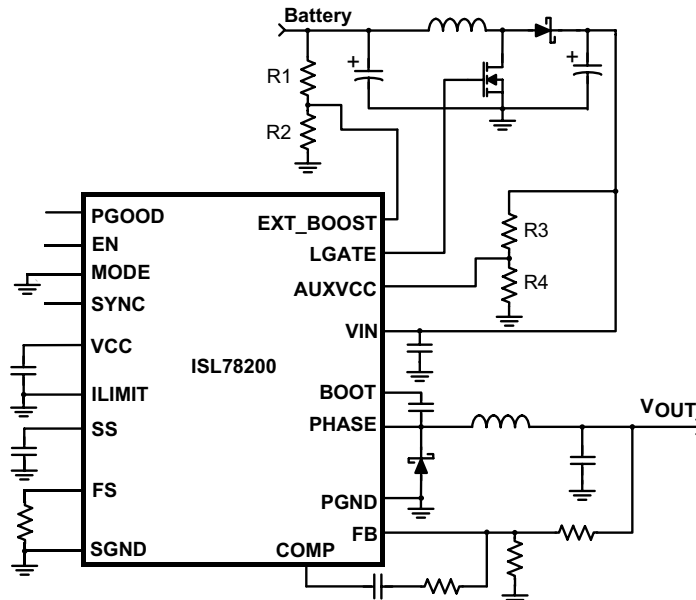 Battery
+
+
R1
R2
PGOOD
EXT_BOOST
R3
EN
LGATE
MODE
AUXVCC
R4
SYNC
VIN
VCC
ISL78200
ILIMIT
BOOT
SS
PHASE
VOUT
FS
PGND
FB
SGND
COMP